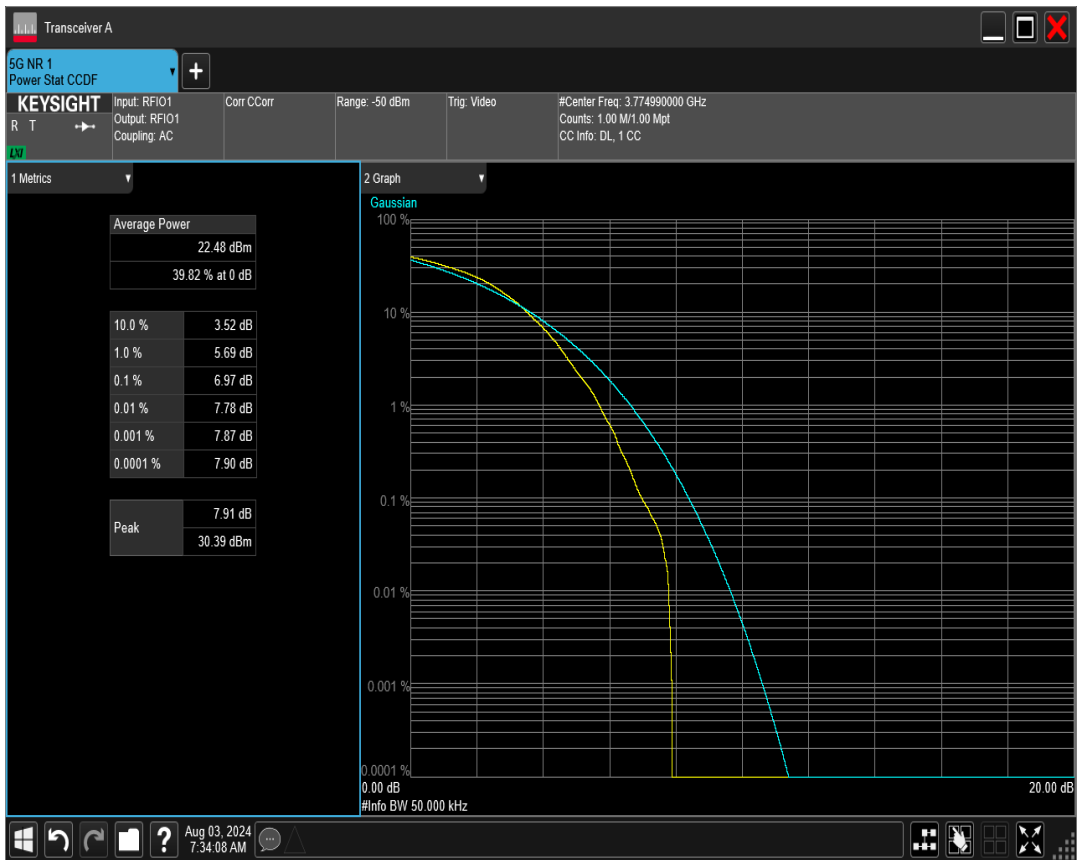 Transceiver A
5G NR 1
Power Stat CCDF
KEYSIGHT
R T
LXI
Input: RFIO1
Output: RFIO1
Coupling: AC
Corr CCorr
Range: -50 dBm
Trig: Video
#Center Freq: 3.774990000 GHz
Counts: 1.00 M/1.00 Mpt
CC Info: DL, 1 CC
1 Metrics
Average Power
22.48 dBm
39.82 % at 0 dB
10.0 % 3.52 dB
1.0 % 5.69 dB
0.1 % 6.97 dB
0.01 % 7.78 dB
0.001 % 7.87 dB
0.0001 % 7.90 dB
Peak
7.91 dB
30.39 dBm
2 Graph
Gaussian
100 %
10 %
1 %
0.1 %
0.01 %
0.001 %
0.0001 %
0.00 dB 20.00 dB
#Info BW 50.000 kHz
?
Aug 03, 2024
7:34:08 AM